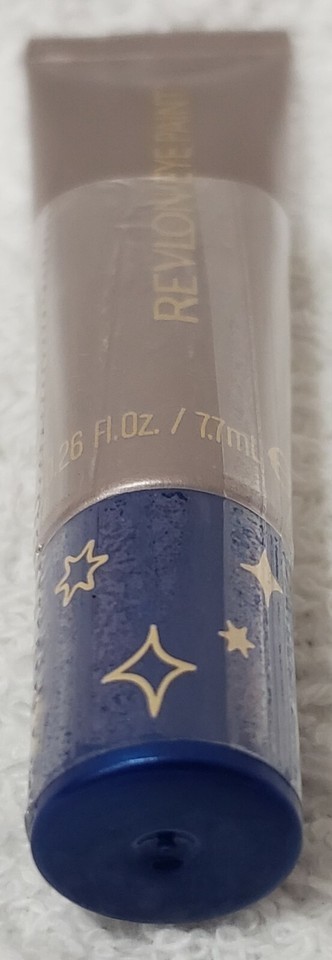 REVLON EYE PAINT
.26 Fl.Oz. / 7.7mL e